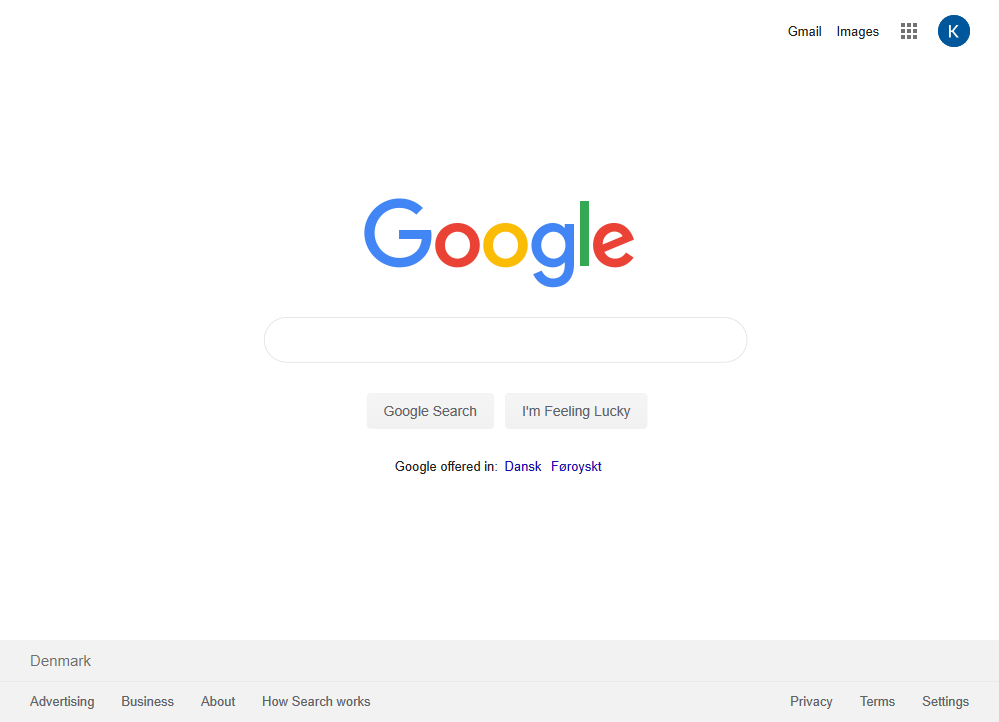 Gmail Images K
Google
Google Search I'm Feeling Lucky
Google offered in: Dansk Føroyskt
Denmark
Advertising Business About How Search works Privacy Terms Settings